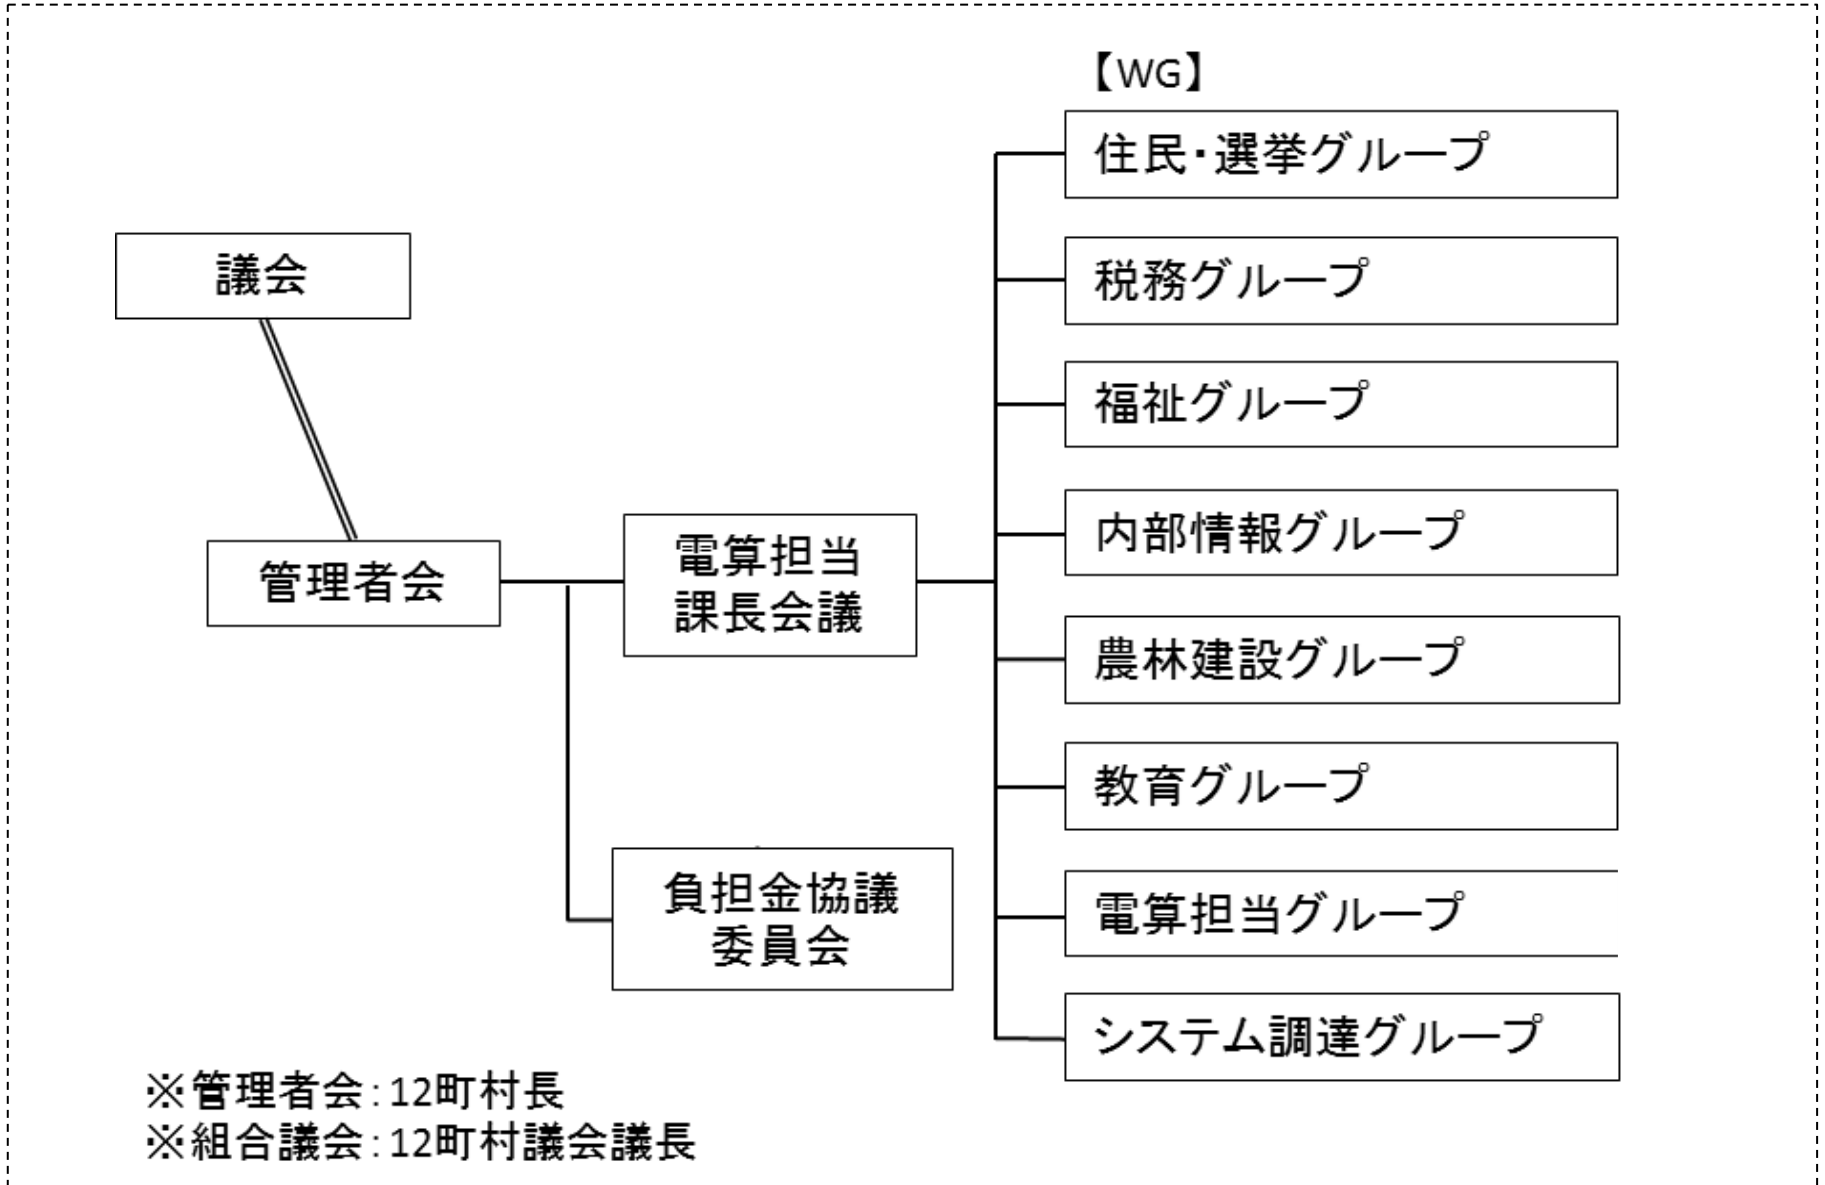 【WG】
住民・選挙グループ
税務グループ
福祉グループ
内部情報グループ
農林建設グループ
教育グループ
電算担当グループ
システム調達グループ
議会
管理者会
電算担当
課長会議
負担金協議
委員会
※管理者会:12町村長
※組合議会:12町村議会議長